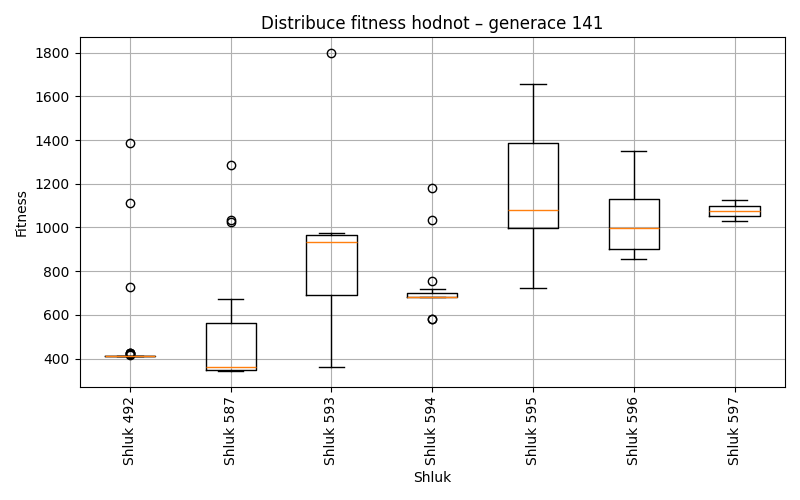 Distribuce fitness hodnot – generace 141
Fitness
1800
1600
1400
1200
1000
800
600
400
Shluk 492
Shluk 587
Shluk 593
Shluk 594
Shluk 595
Shluk 596
Shluk 597
Shluk